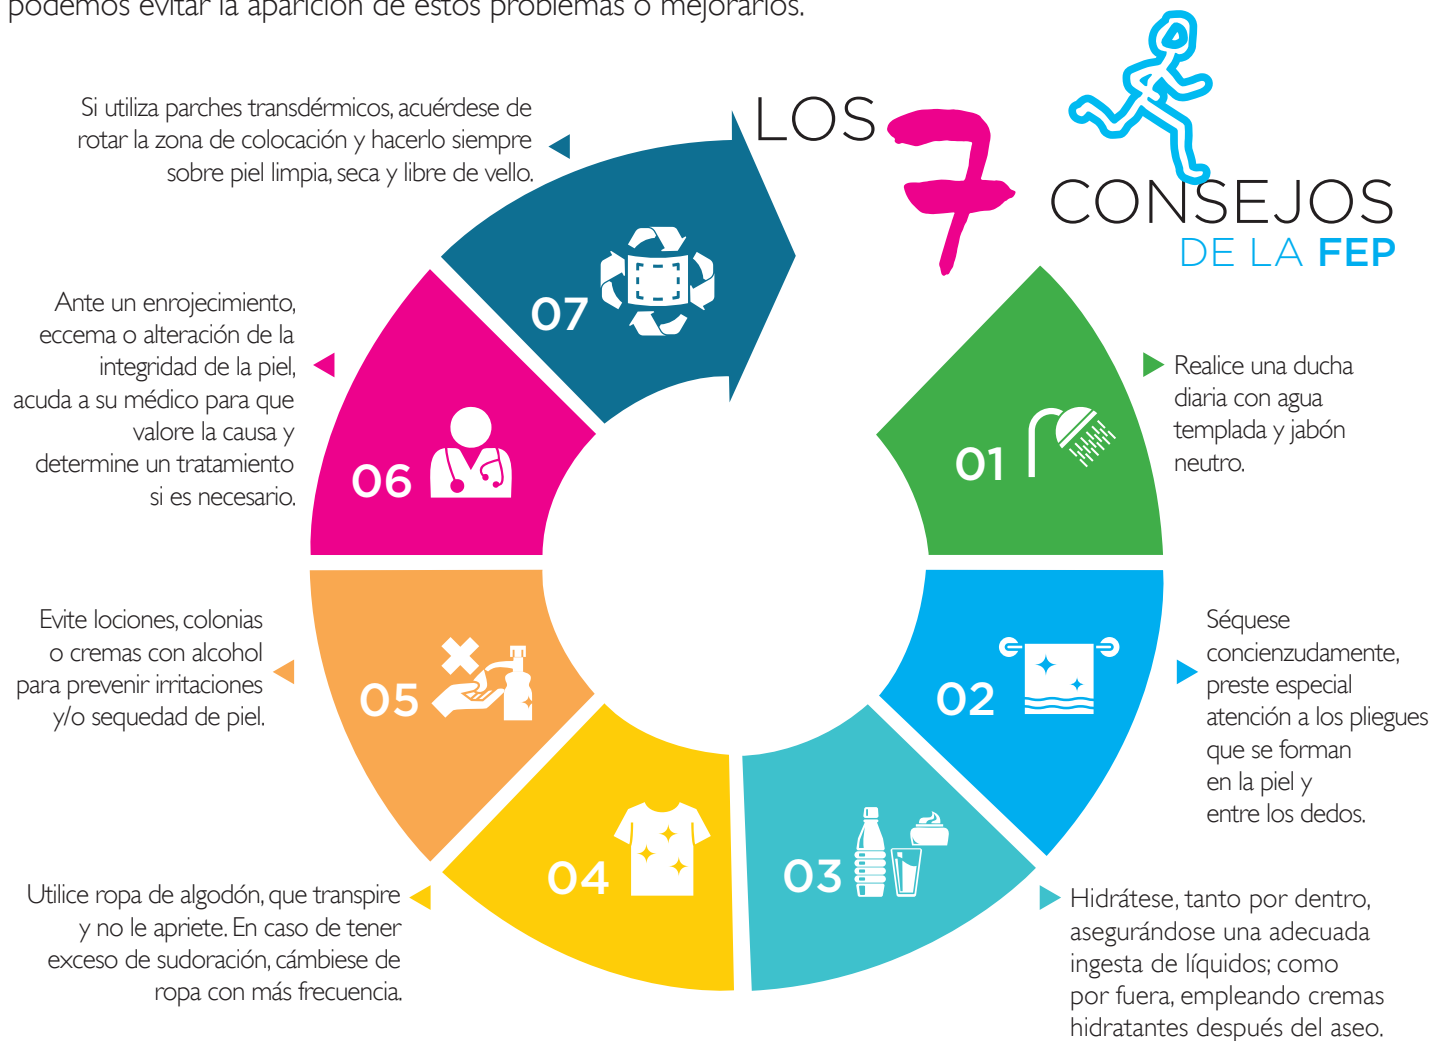 podemos evitar la aparición de estos problemas o mejorarlos.
LOS 7
CONSEJOS
DE LA FEP
01
Realice una ducha
diaria con agua
templada y jabón
neutro.
02
Séquese
concienzudamente,
preste especial
atención a los pliegues
que se forman
en la piel y
entre los dedos.
03
Hidrátese, tanto por dentro,
asegurándose una adecuada
ingesta de líquidos; como
por fuera, empleando cremas
hidratantes después del aseo.
04
Utilice ropa de algodón, que transpire
y no le apriete. En caso de tener
exceso de sudoración, cámbiese de
ropa con más frecuencia.
05
Evite lociones, colonias
o cremas con alcohol
para prevenir irritaciones
y/o sequedad de piel.
06
Ante un enrojecimiento,
eccema o alteración de la
integridad de la piel,
acuda a su médico para que
valore la causa y
determine un tratamiento
si es necesario.
07
Si utiliza parches transdérmicos, acuérdese de
rotar la zona de colocación y hacerlo siempre
sobre piel limpia, seca y libre de vello.